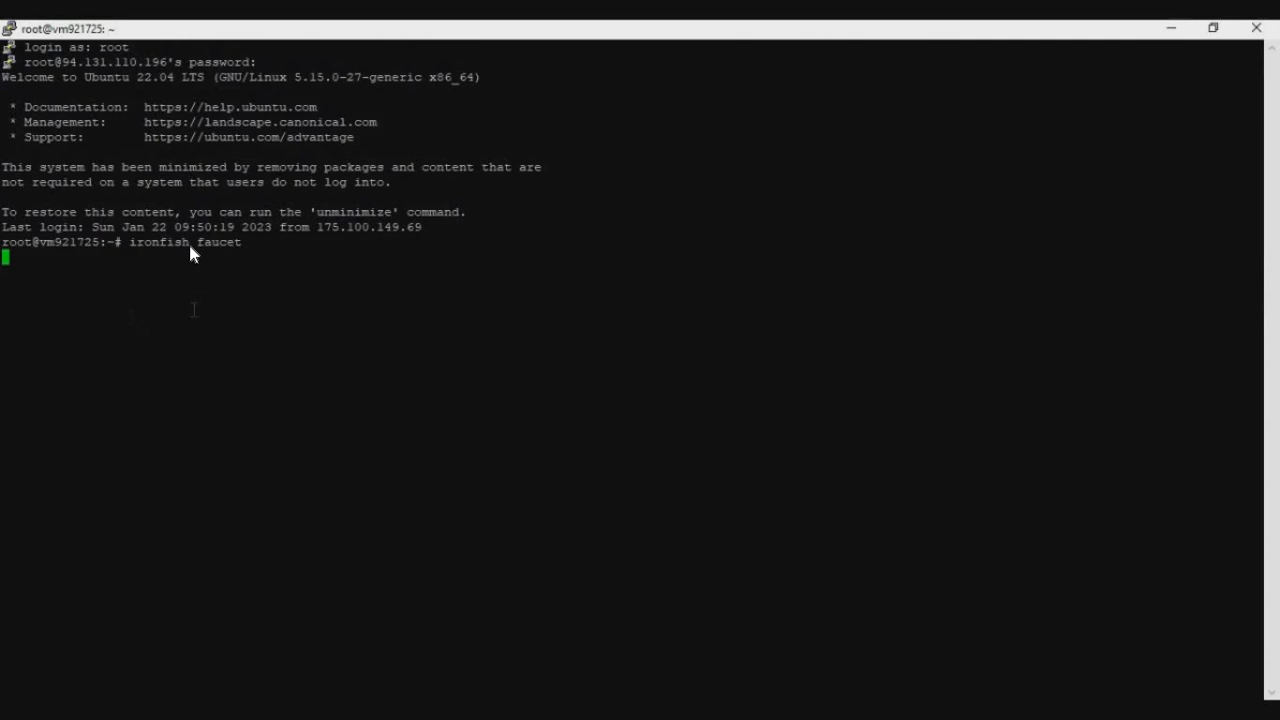 root@vm921725: ~
login as: root
root@94.131.110.196's password:
Welcome to Ubuntu 22.04 LTS (GNU/Linux 5.15.0-27-generic x86_64)
* Documentation: https://help.ubuntu.com
* Management: https://landscape.canonical.com
* Support: https://ubuntu.com/advantage
This system has been minimized by removing packages and content that are
not required on a system that users do not log into.
To restore this content, you can run the 'unminimize' command.
Last login: Sun Jan 22 09:50:19 2023 from 175.100.149.69
root@vm921725:~# ironfish faucet